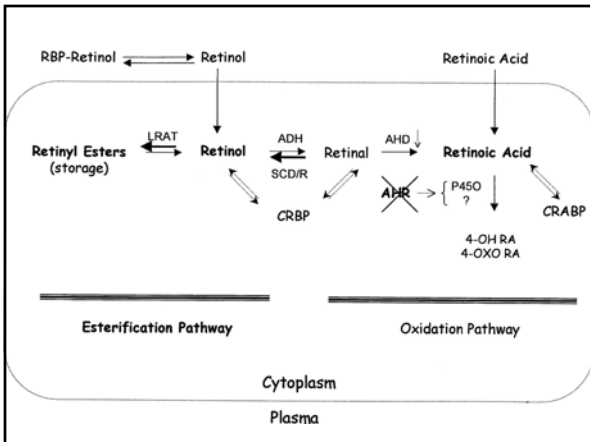 RBP-Retinol
Retinol
Retinoic Acid
LRAT
ADH
AHD
Retinyl Esters
(storage)
Retinol
Retinal
Retinoic Acid
SCD/R
AHR
P450
?
CRBP
CRABP
4-OH RA
4-OXO RA
Esterification Pathway
Oxidation Pathway
Cytoplasm
Plasma